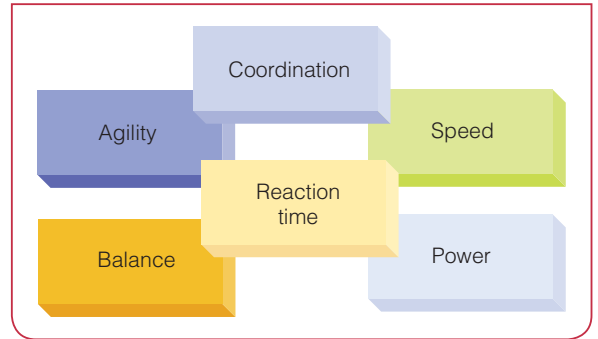 Coordination
Agility
Speed
Reaction
time
Balance
Power